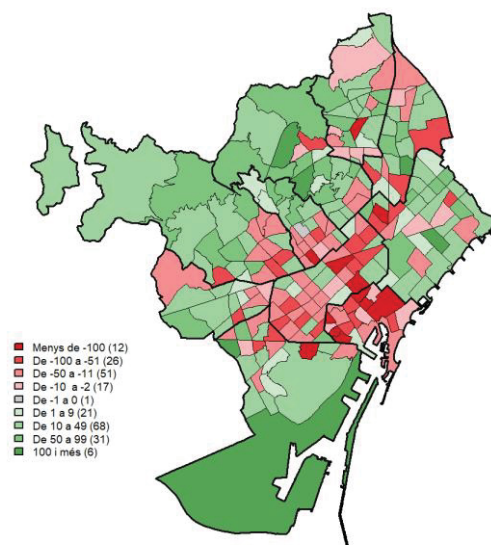 Menys de -100 (12)
De -100 a -51 (26)
De -50 a -11 (51)
De -10 a -2 (17)
De -1 a 0 (1)
De 1 a 9 (21)
De 10 a 49 (68)
De 50 a 99 (31)
100 i més (6)